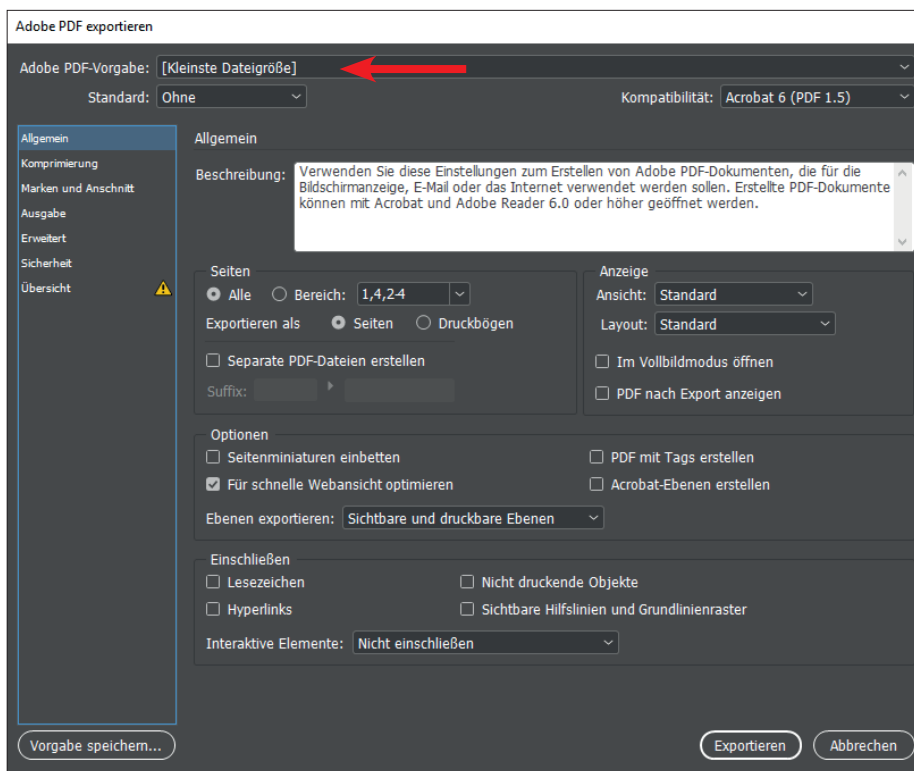 Adobe PDF exportieren
Adobe PDF-Vorgabe: [Kleinste Dateigröße]
Standard: Ohne
Kompatibilität: Acrobat 6 (PDF 1.5)
Allgemein
Komprimierung
Marken und Anschnitt
Ausgabe
Erweitert
Sicherheit
Übersicht
Allgemein
Beschreibung:
Verwenden Sie diese Einstellungen zum Erstellen von Adobe PDF-Dokumenten, die für die
Bildschirmanzeige, E-Mail oder das Internet verwendet werden sollen. Erstellte PDF-Dokumente
können mit Acrobat und Adobe Reader 6.0 oder höher geöffnet werden.
Seiten
Alle Bereich: 1,4,2-4
Exportieren als Seiten Druckbögen
Separate PDF-Dateien erstellen
Suffix:
Anzeige
Ansicht: Standard
Layout: Standard
Im Vollbildmodus öffnen
PDF nach Export anzeigen
Optionen
Seitenminiaturen einbetten
PDF mit Tags erstellen
Für schnelle Webansicht optimieren
Acrobat-Ebenen erstellen
Ebenen exportieren: Sichtbare und druckbare Ebenen
Einschließen
Lesezeichen
Nicht druckende Objekte
Hyperlinks
Sichtbare Hilfslinien und Grundlinienraster
Interaktive Elemente: Nicht einschließen
Vorgabe speichern...
Exportieren
Abbrechen